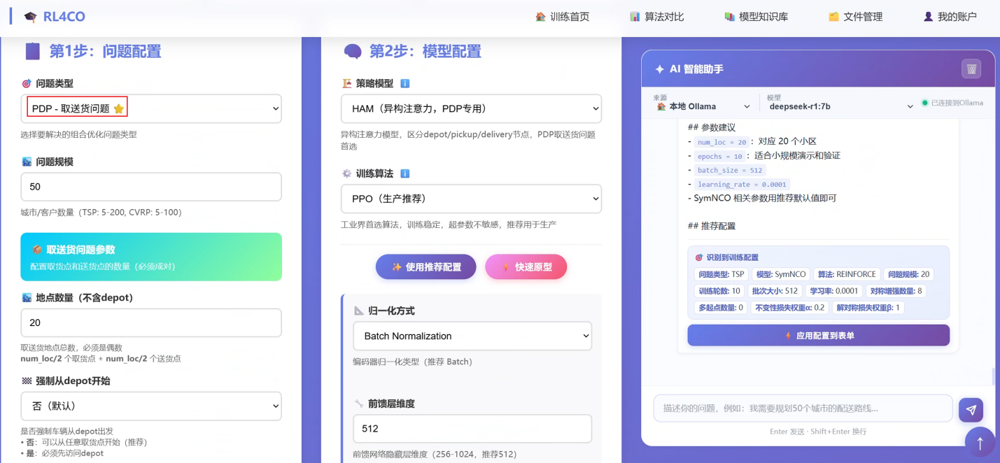 RL4CO
训练首页
算法对比
模型知识库
文件管理
我的账户
第1步：问题配置
问题类型
PDP - 取送货问题
选择要解决的组合优化问题类型
问题规模
50
城市/客户数量（TSP: 5-200, CVRP: 5-100）
取送货问题参数
配置取货点和送货点的数量（必须成对）
地点数量（不含depot）
20
取送货地点总数，必须是偶数
num_loc/2 个取货点 + num_loc/2 个送货点
强制从depot开始
否（默认）
是否强制车辆从depot出发
• 否：可以从任意取货点开始（推荐）
• 是：必须先访问depot
第2步：模型配置
策略模型
HAM（异构注意力，PDP专用）
异构注意力模型，区分depot/pickup/delivery节点，PDP取送货问题
首选
训练算法
PPO（生产推荐）
工业界首选算法，训练稳定，超参数不敏感，推荐用于生产
使用推荐配置
快速原型
归一化方式
Batch Normalization
编码器归一化类型（推荐 Batch）
前馈层维度
512
前馈网络隐藏层维度（256-1024，推荐512）
AI 智能助手
来源
本地 Ollama
模型
deepseek-r1:7b
已连接到Ollama
## 参数建议
- num_loc = 20 ：对应 20 个小区
- epochs = 10 ：适合小规模演示和验证
- batch_size = 512
- learning_rate = 0.0001
- SymNCO 相关参数用推荐默认值即可
## 推荐配置
识别到训练配置
问题类型: TSP 模型: SymNCO 算法: REINFORCE 问题规模: 20
训练轮数: 10 批次大小: 512 学习率: 0.0001 对称增强数量: 8
多起点数量: 0 不变性损失权重α: 0.2 解对称损失权重β: 1
应用配置到表单
描述你的问题，例如：我需要规划50个城市的配送路线...
Enter 发送 · Shift+Enter 换行